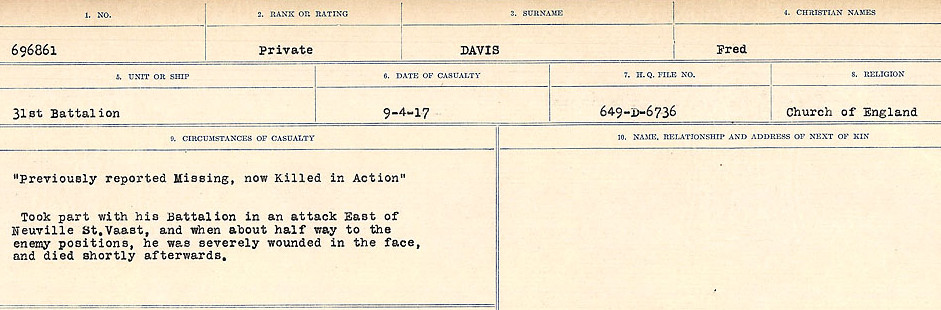 1. NO. 2. RANK OR RATING 3. SURNAME 4. CHRISTIAN NAMES
696861 Private DAVIS Fred
5. UNIT OR SHIP 6. DATE OF CASUALTY 7. H.Q. FILE NO. 8. RELIGION
31st Battalion 9-4-17 649-D-6736 Church of England
9. CIRCUMSTANCES OF CASUALTY 10. NAME, RELATIONSHIP AND ADDRESS OF NEXT OF KIN
"Previously reported Missing, now Killed in Action"
Took part with his Battalion in an attack East of
Neuville St.Vaast, and when about half way to the
enemy positions, he was severely wounded in the face,
and died shortly afterwards.